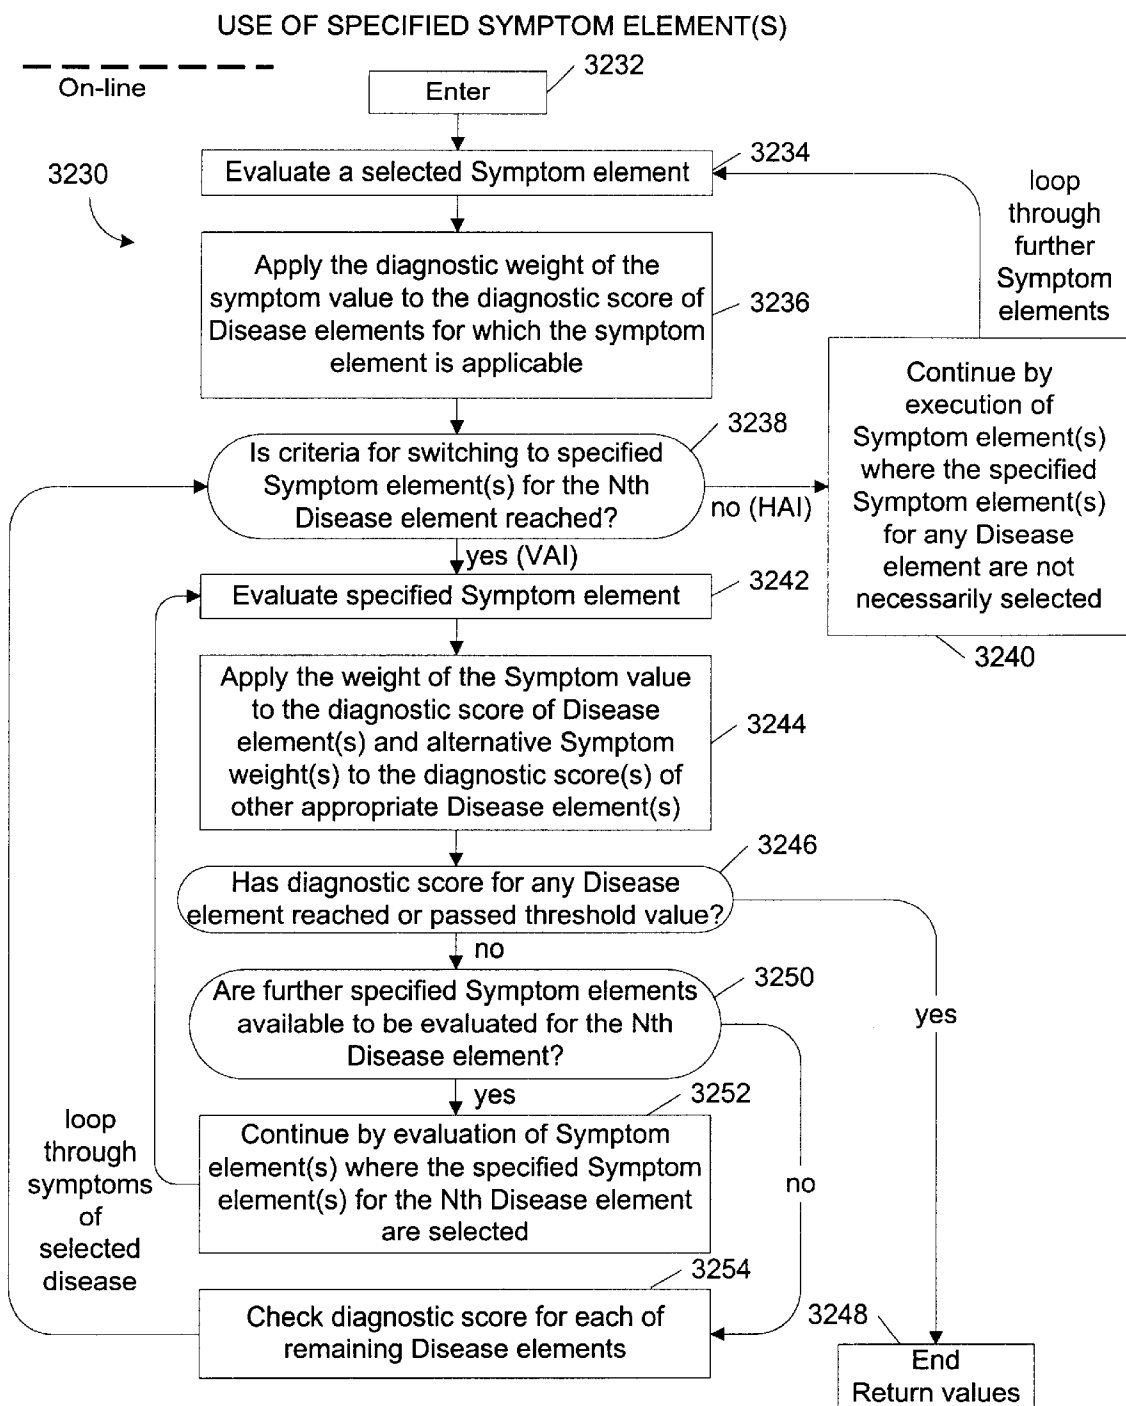 USE OF SPECIFIED SYMPTOM ELEMENT(S)
On-line
3232
Enter
3230
3234
Evaluate a selected Symptom element
loop
through
further
Symptom
elements
Apply the diagnostic weight of the
symptom value to the diagnostic score of
Disease elements for which the symptom
element is applicable
3236
3238
Is criteria for switching to specified
Symptom element(s) for the Nth
Disease element reached?
no (HAI)
yes (VAI)
Continue by
execution of
Symptom element(s)
where the specified
Symptom element(s)
for any Disease
element are not
necessarily selected
3240
3242
Evaluate specified Symptom element
Apply the weight of the Symptom value
to the diagnostic score of Disease
element(s) and alternative Symptom
weight(s) to the diagnostic score(s) of
other appropriate Disease element(s)
3244
3246
Has diagnostic score for any Disease
element reached or passed threshold value?
no
yes
3250
Are further specified Symptom elements
available to be evaluated for the Nth
Disease element?
yes
no
3252
Continue by evaluation of Symptom
element(s) where the specified Symptom
element(s) for the Nth Disease element
are selected
loop
through
symptoms
of
selected
disease
3254
Check diagnostic score for each of
remaining Disease elements
3248
End
Return values